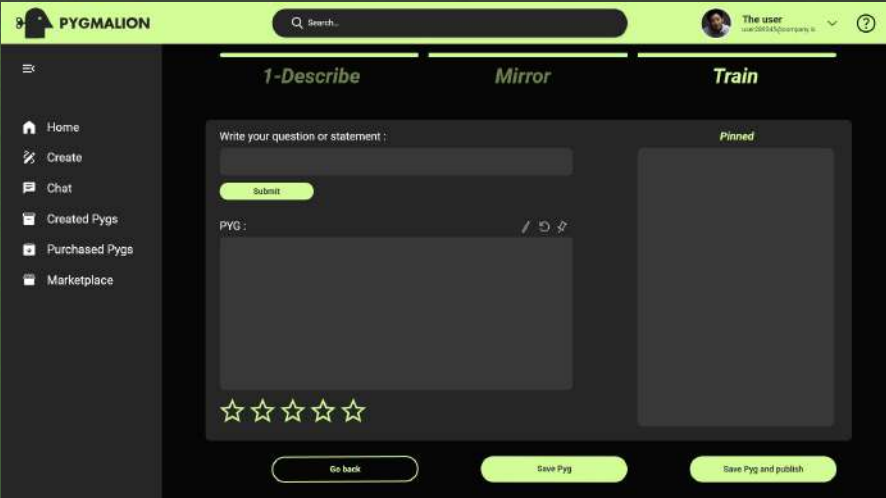 PYGMALION
Search..
The user
1-Describe
Mirror
Train
Home
Create
Chat
Created Pygs
Purchased Pygs
Marketplace
Write your question or statement :
Submit
PYG :
Pinned
Go back
Save Pyg
Save Pyg and publish